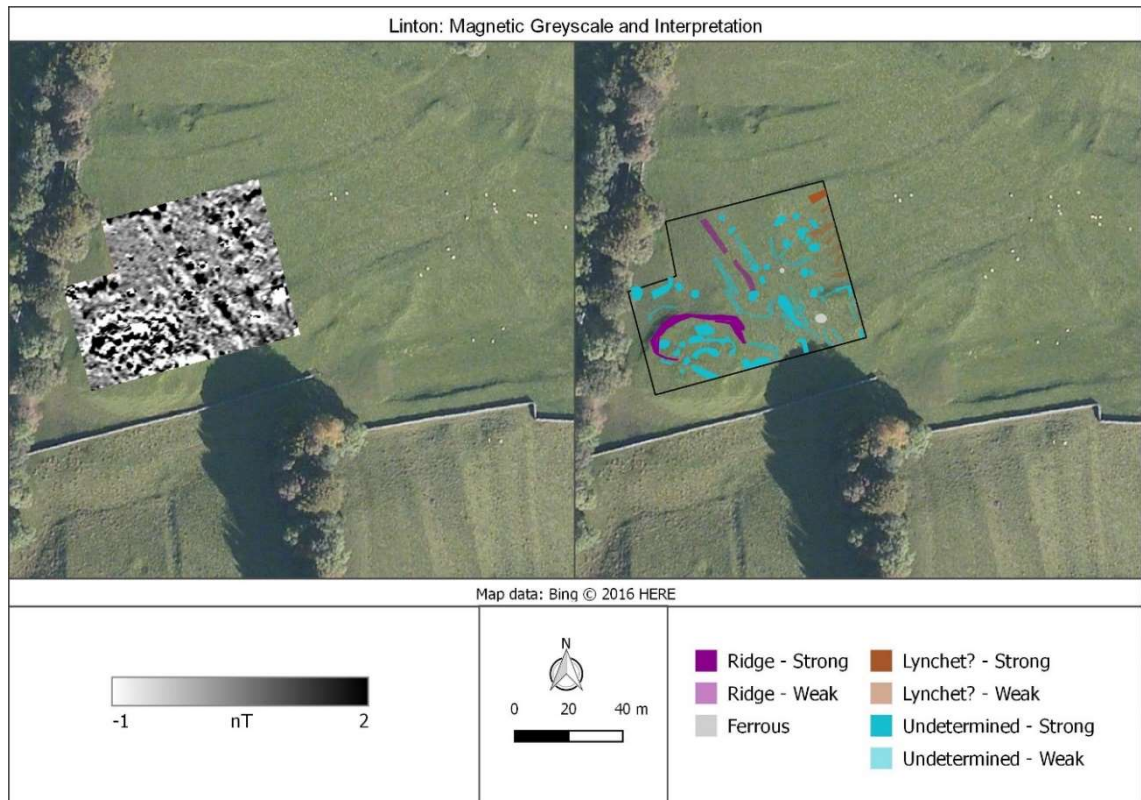 Linton: Magnetic Greyscale and Interpretation
Map data: Bing © 2016 HERE
-1 nT 2
N
0 20 40 m
Ridge - Strong
Ridge - Weak
Ferrous
Lynchet? - Strong
Lynchet? - Weak
Undetermined - Strong
Undetermined - Weak